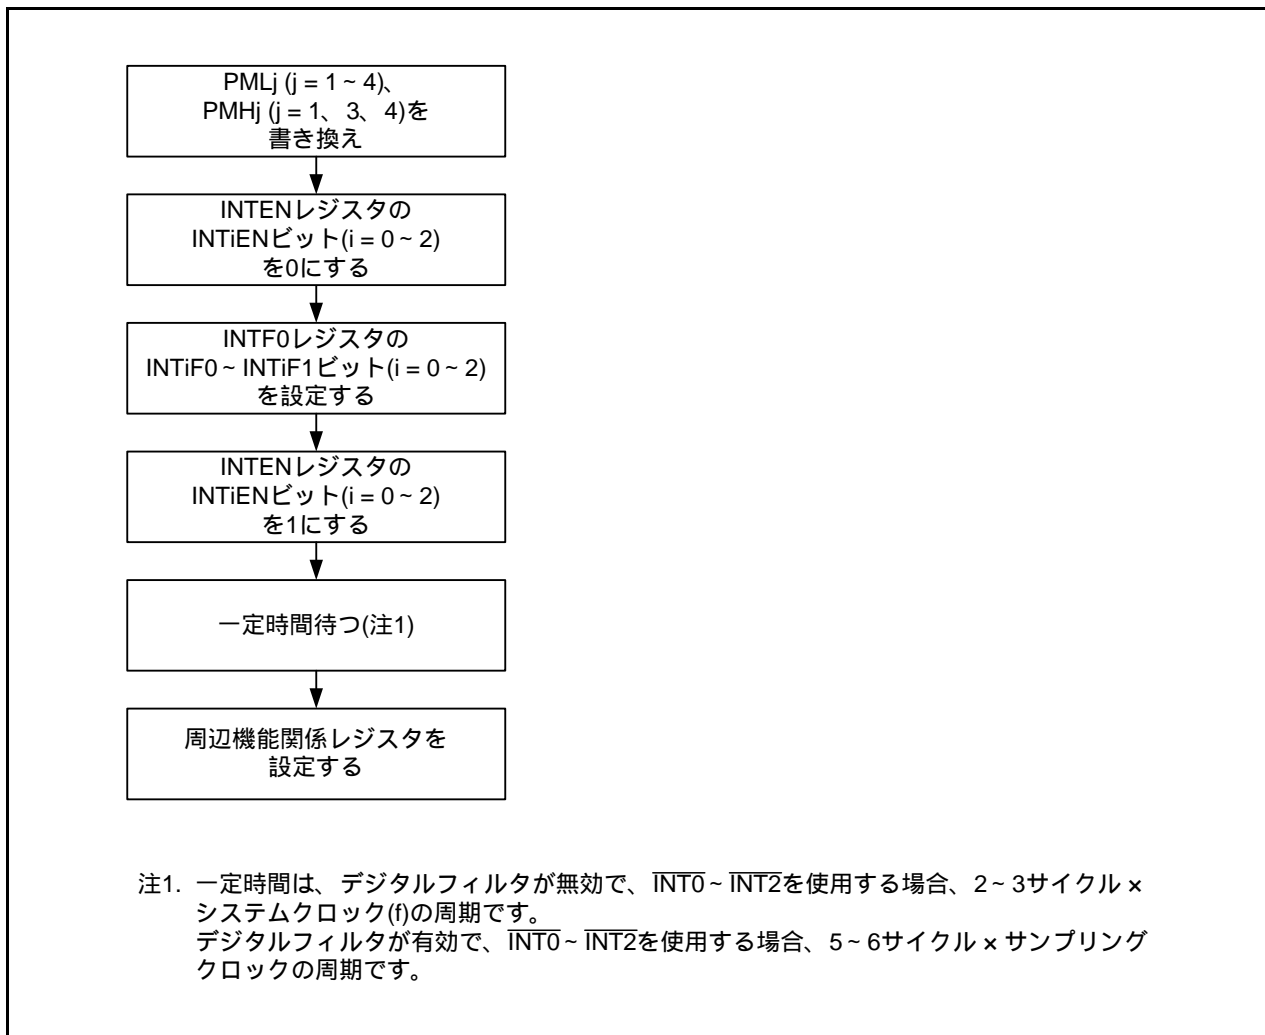 PMLj (j = 1 ~ 4)、
PMHj (j = 1、3、4)を
書き換え
INTENレジスタの
INTiENビット(i = 0 ~ 2)
を0にする
INTF0レジスタの
INTiF0 ~ INTiF1ビット(i = 0 ~ 2)
を設定する
INTENレジスタの
INTiENビット(i = 0 ~ 2)
を1にする
一定時間待つ(注1)
周辺機能関係レジスタを
設定する
注1. 一定時間は、デジタルフィルタが無効で、INT0 ~ INT2を使用する場合、2 ~ 3サイクル ×
システムクロック(f)の周期です。
デジタルフィルタが有効で、INT0 ~ INT2を使用する場合、5 ~ 6サイクル × サンプリング
クロックの周期です。